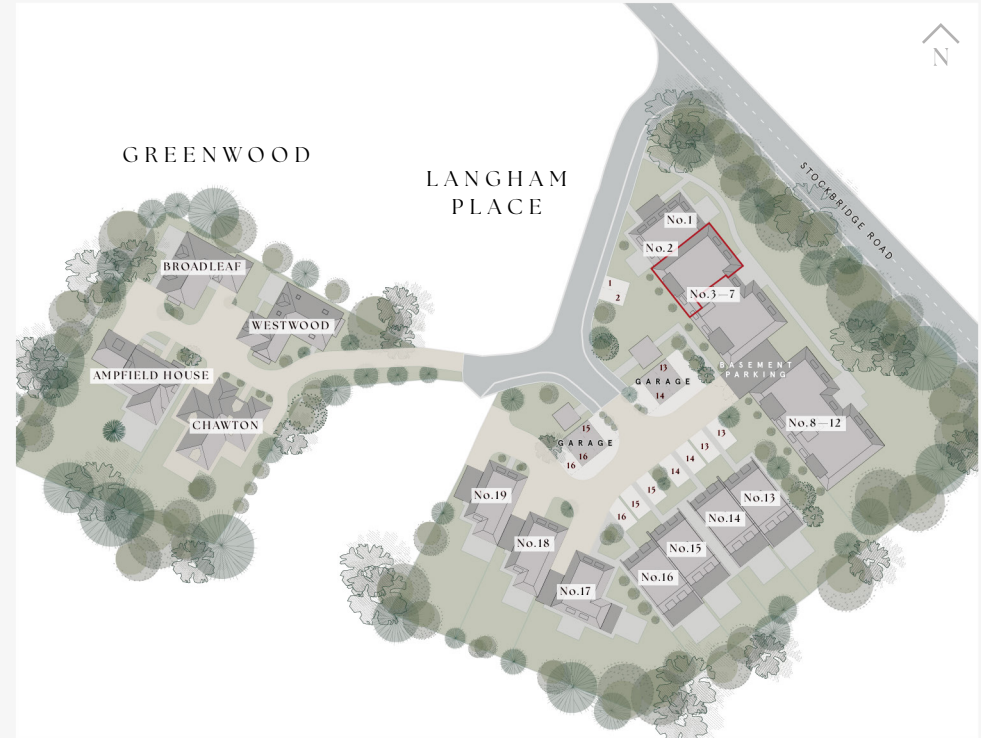 N
GREENWOOD
LANGHAM
PLACE
STOCKBRIDGE ROAD
No.1
No.2
No.3—7
1
2
BROADLEAF
WESTWOOD
AMPFIELD HOUSE
CHAWTON
BASEMENT
PARKING
13
GARAGE
14
15
GARAGE
16
16
No.8—12
13
13
14
14
15
15
16
No.19
No.18
No.17
No.13
No.14
No.15
No.16